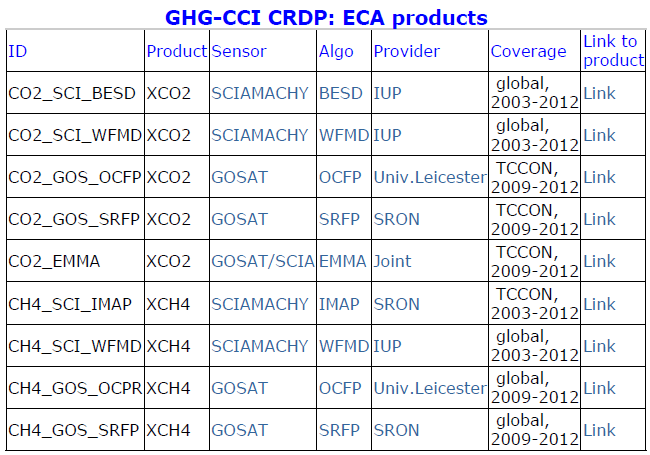 GHG-CCI CRDP: ECA products
ID Product Sensor Algo Provider Coverage Link to product
CO2_SCI_BESD XCO2 SCIAMACHY BESD IUP global, 2003-2012 Link
CO2_SCI_WFMD XCO2 SCIAMACHY WFMD IUP global, 2003-2012 Link
CO2_GOS_OCFP XCO2 GOSAT OCFP Univ.Leicester TCCON, 2009-2012 Link
CO2_GOS_SRFP XCO2 GOSAT SRFP SRON TCCON, 2009-2012 Link
CO2_EMMA XCO2 GOSAT/SCIA EMMA Joint TCCON, 2009-2012 Link
CH4_SCI_IMAP XCH4 SCIAMACHY IMAP SRON TCCON, 2003-2012 Link
CH4_SCI_WFMD XCH4 SCIAMACHY WFMD IUP global, 2003-2012 Link
CH4_GOS_OCPR XCH4 GOSAT OCFP Univ.Leicester global, 2009-2012 Link
CH4_GOS_SRFP XCH4 GOSAT SRFP SRON global, 2009-2012 Link